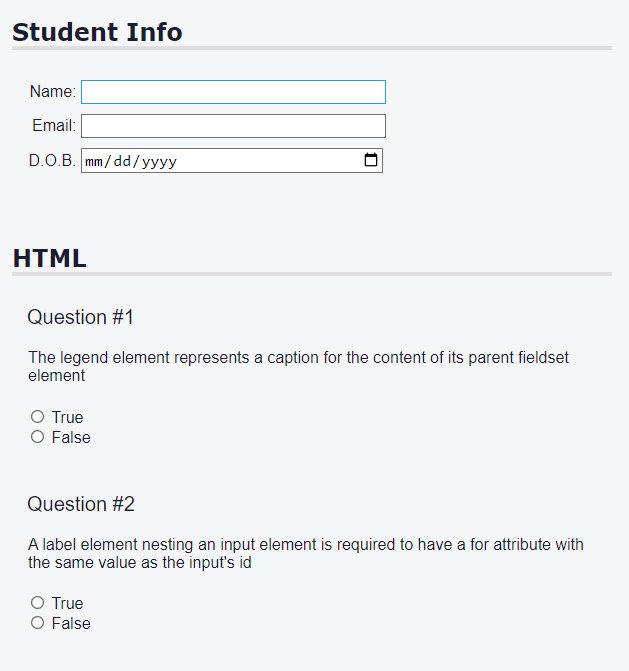 Student Info
Name:
Email:
D.O.B. mm/dd/yyyy
HTML
Question #1
The legend element represents a caption for the content of its parent fieldset
element
True
False
Question #2
A label element nesting an input element is required to have a for attribute with
the same value as the input's id
True
False